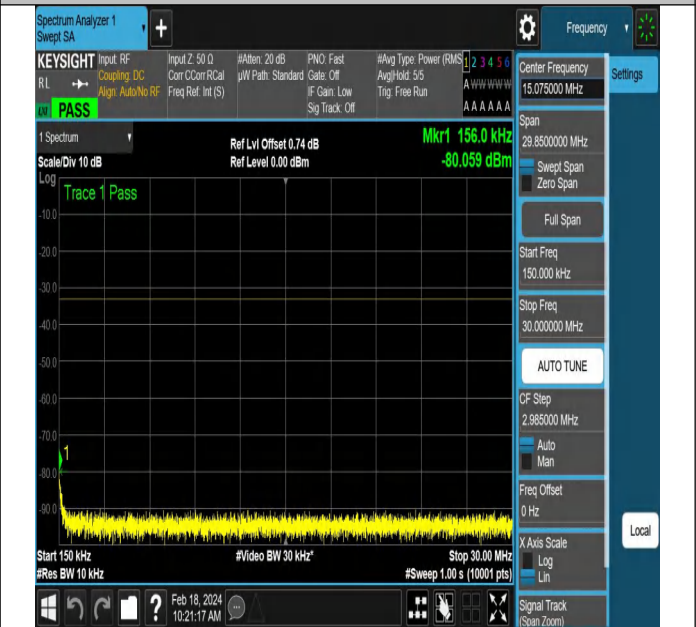 Spectrum Analyzer 1
Swept SA
+
Frequency
KEYSIGHT
RL
PASS
Input: RF
Coupling: DC
Align: Auto/No RF
Input Z: 50 Ω
Corr CCorr RCal
Freq Ref: Int (S)
#Atten: 20 dB
µW Path: Standard
PNO: Fast
Gate: Off
IF Gain: Low
Sig Track: Off
#Avg Type: Power (RMS
Avg|Hold: 5/5
Trig: Free Run
1 2 3 4 5 6
A W W W W W
A A A A A A
1 Spectrum
Scale/Div 10 dB
Ref Lvl Offset 0.74 dB
Ref Level 0.00 dBm
Mkr1 156.0 kHz
-80.059 dBm
Log
Trace 1 Pass
-10.0
-20.0
-30.0
-40.0
-50.0
-60.0
-70.0
1
-80.0
-90.0
Start 150 kHz
#Video BW 30 kHz*
Stop 30.00 MHz
#Res BW 10 kHz
#Sweep 1.00 s (10001 pts)
?
Feb 18, 2024
10:21:17 AM
Center Frequency
15.075000 MHz
Settings
Span
29.8500000 MHz
Swept Span
Zero Span
Full Span
Start Freq
150.000 kHz
Stop Freq
30.000000 MHz
AUTO TUNE
CF Step
2.985000 MHz
Auto
Man
Freq Offset
0 Hz
X Axis Scale
Log
Lin
Local
Signal Track
(Span Zoom)